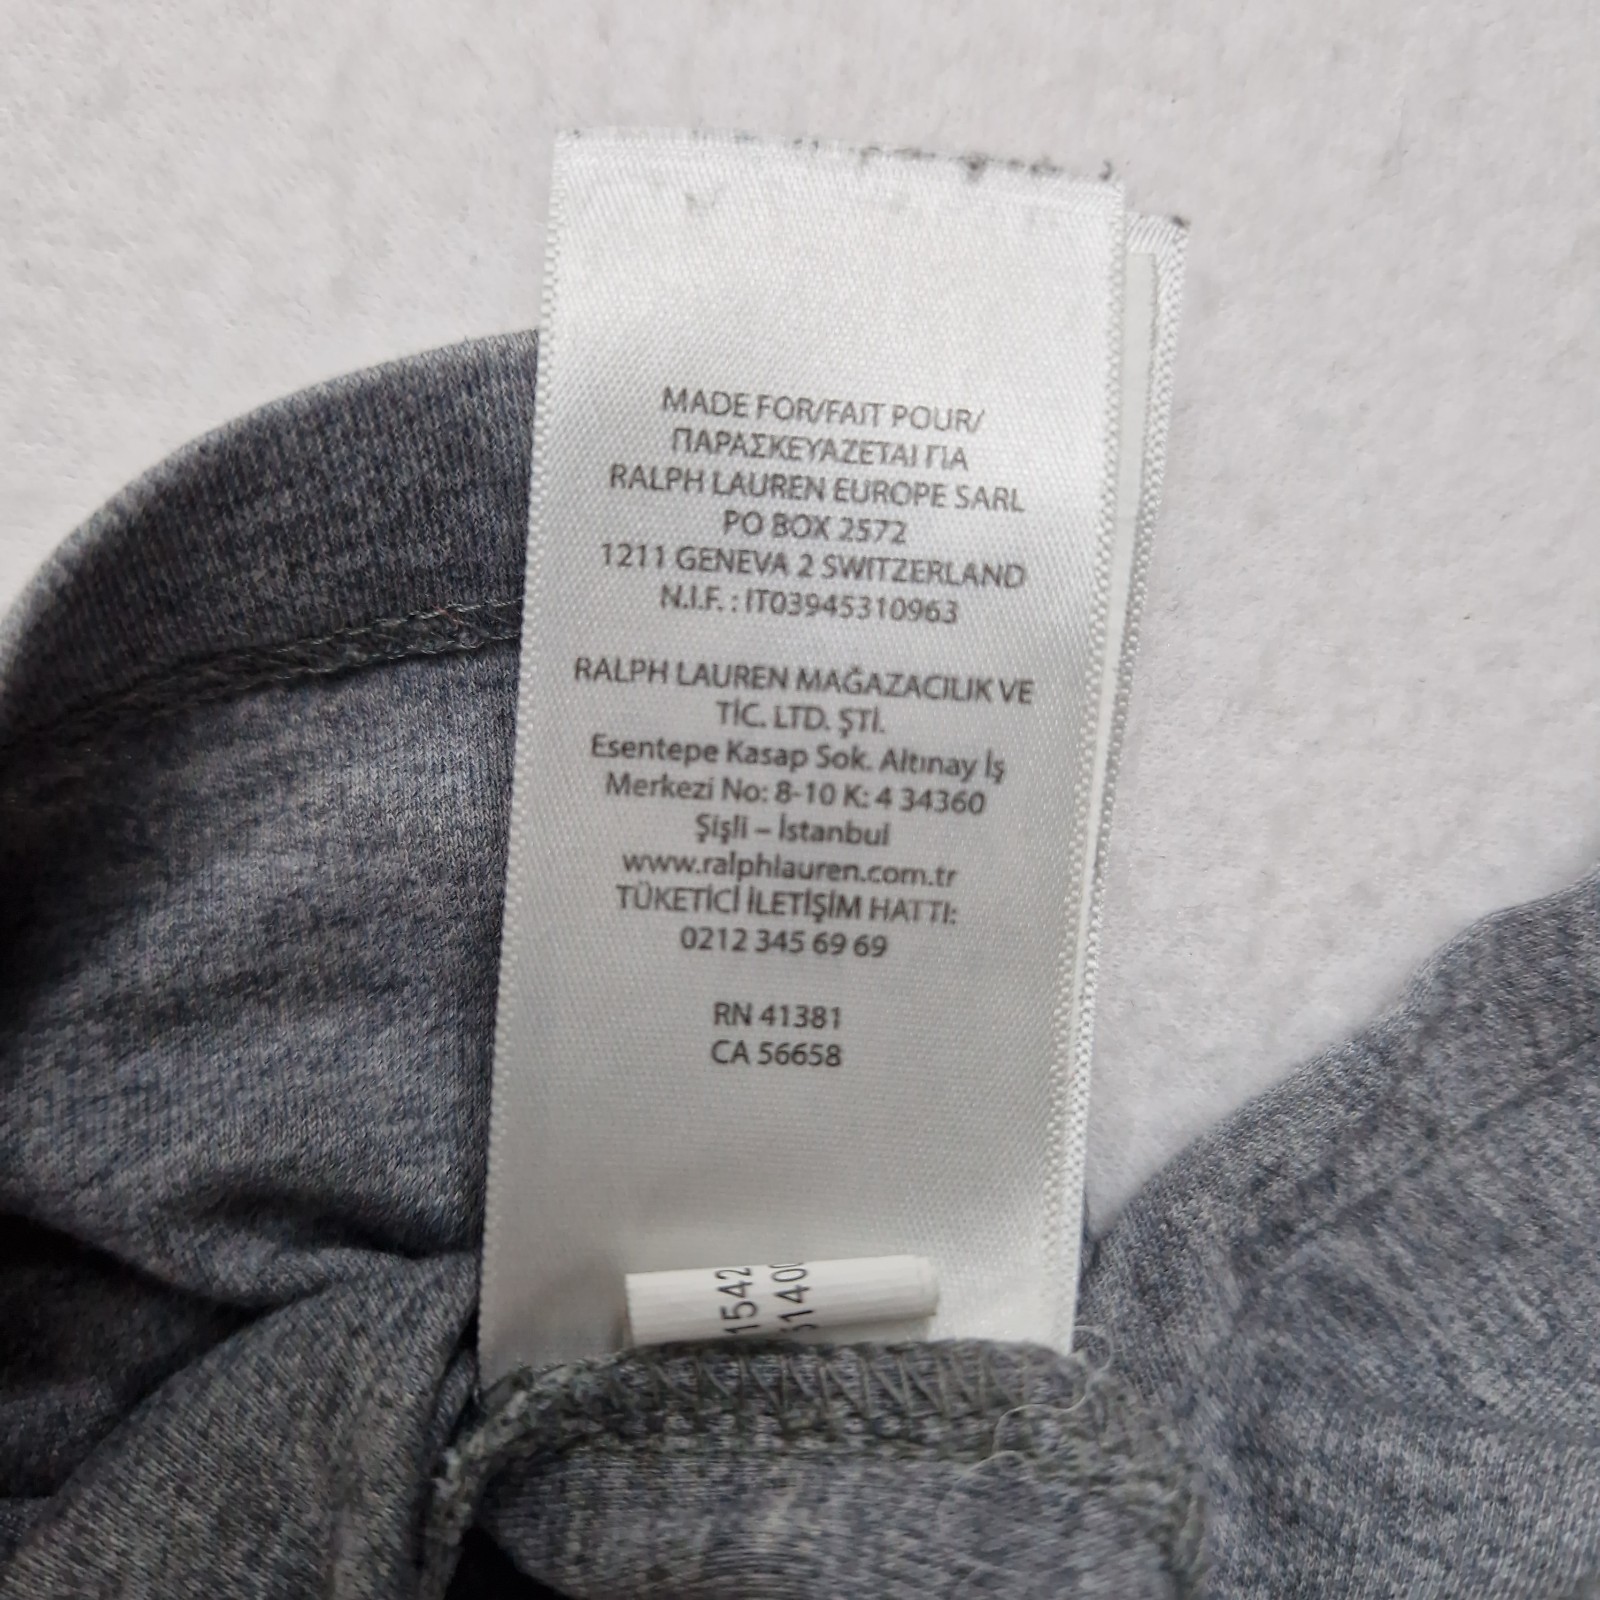 MADE FOR/FAIT POUR/
ΠΑΡΑΣΚΕΥΑΖΕΤΑΙ ΓΙΑ
RALPH LAUREN EUROPE SARL
PO BOX 2572
1211 GENEVA 2 SWITZERLAND
N.I.F. : IT03945310963
RALPH LAUREN MAĞAZACILIK VE
TİC. LTD. ŞTİ.
Esentepe Kasap Sok. Altınay İş
Merkezi No: 8-10 K: 4 34360
Şişli – İstanbul
www.ralphlauren.com.tr
TÜKETİCİ İLETİŞİM HATTI:
0212 345 69 69
RN 41381
CA 56658